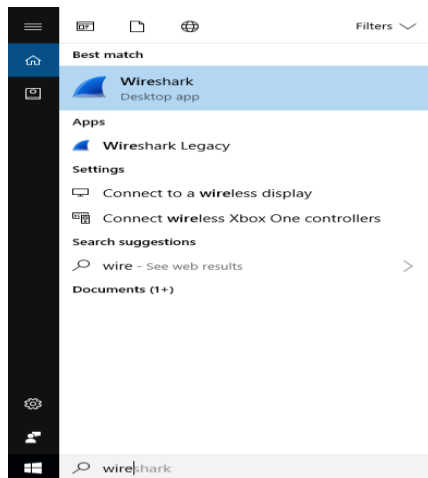 Filters
Best match
Wireshark
Desktop app
Apps
Wireshark Legacy
Settings
Connect to a wireless display
Connect wireless Xbox One controllers
Search suggestions
wire - See web results
Documents (1+)
wireshark